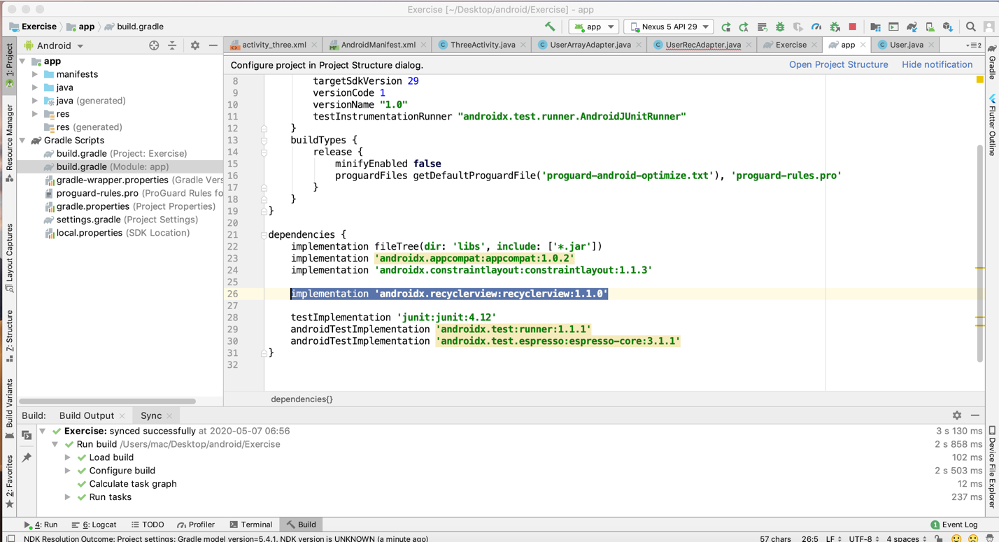 Exercise [~/Desktop/android/Exercise] - app
Exercise app build.gradle
app Nexus 5 API 29
Android
activity_three.xml AndroidManifest.xml ThreeActivity.java UserArrayAdapter.java UserRecAdapter.java Exercise app User.java 2
Configure project in Project Structure dialog. Open Project Structure Hide notification
1: Project
Resource Manager
Layout Captures
Z: Structure
Build Variants
2: Favorites
app
manifests
java
java (generated)
res
res (generated)
Gradle Scripts
build.gradle (Project: Exercise)
build.gradle (Module: app)
gradle-wrapper.properties (Gradle Vers
proguard-rules.pro (ProGuard Rules fo
gradle.properties (Project Properties)
settings.gradle (Project Settings)
local.properties (SDK Location)
8 targetSdkVersion 29
9 versionCode 1
10 versionName "1.0"
11 testInstrumentationRunner "androidx.test.runner.AndroidJUnitRunner"
12 }
13 buildTypes {
14 release {
15 minifyEnabled false
16 proguardFiles getDefaultProguardFile('proguard-android-optimize.txt'), 'proguard-rules.pro'
17 }
18 }
19 }
20
21 dependencies {
22 implementation fileTree(dir: 'libs', include: ['*.jar'])
23 implementation 'androidx.appcompat:appcompat:1.0.2'
24 implementation 'androidx.constraintlayout:constraintlayout:1.1.3'
25
26 implementation 'androidx.recyclerview:recyclerview:1.1.0'
27
28 testImplementation 'junit:junit:4.12'
29 androidTestImplementation 'androidx.test:runner:1.1.1'
30 androidTestImplementation 'androidx.test.espresso:espresso-core:3.1.1'
31 }
32
dependencies{}
Gradle
Flutter Outline
Device File Explorer
Build: Build Output Sync
Exercise: synced successfully at 2020-05-07 06:56 3 s 130 ms
Run build /Users/mac/Desktop/android/Exercise 2 s 858 ms
Load build 102 ms
Configure build 2 s 503 ms
Calculate task graph 12 ms
Run tasks 237 ms
4: Run 6: Logcat TODO Profiler Terminal Build 1 Event Log
NDK Resolution Outcome: Project settings: Gradle model version=5.4.1, NDK version is UNKNOWN (a minute ago) 57 chars 26:5 LF UTF-8 4 spaces